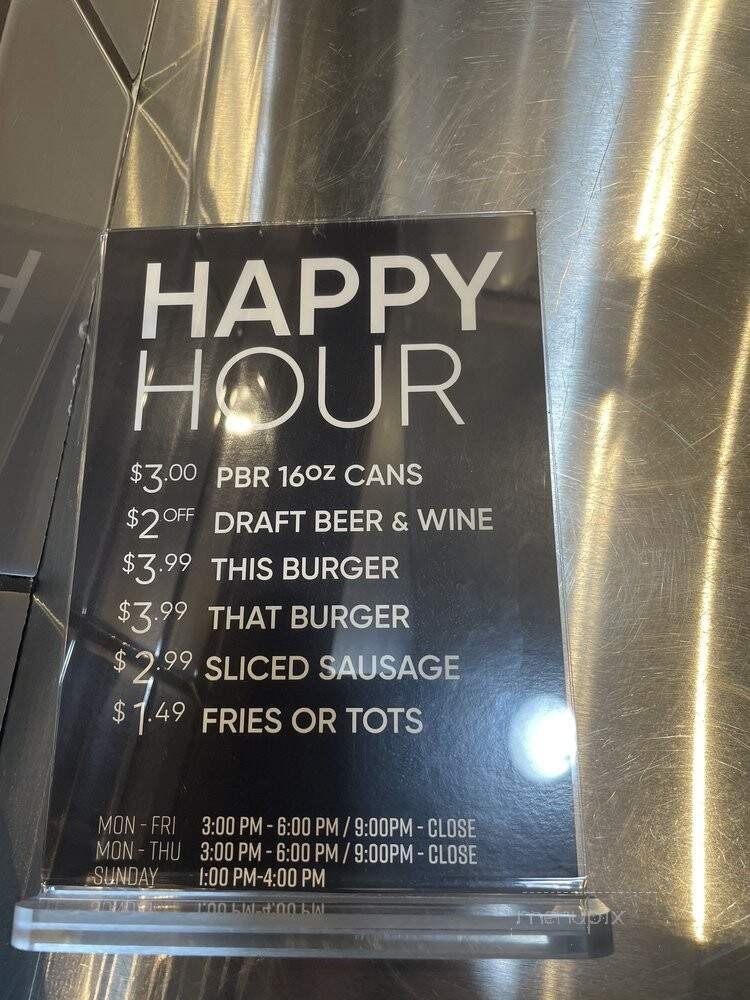 HAPPY
HOUR
$3.00 PBR 16oz CANS
$2 OFF DRAFT BEER & WINE
$3.99 THIS BURGER
$3.99 THAT BURGER
$2.99 SLICED SAUSAGE
$1.49 FRIES OR TOTS
MON - FRI 3:00 PM - 6:00 PM / 9:00PM - CLOSE
MON - THU 3:00 PM - 6:00 PM / 9:00PM - CLOSE
SUNDAY 1:00 PM-4:00 PM
menupix